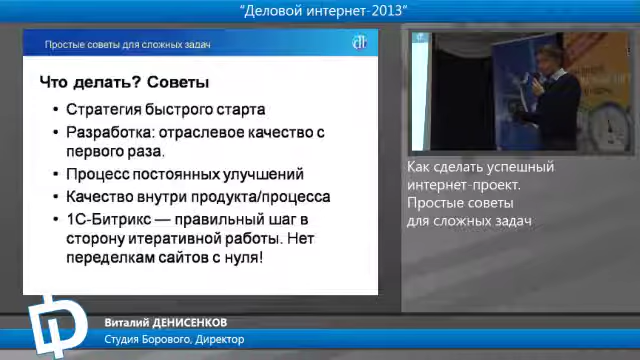 "Деловой интернет-2013"
Простые советы для сложных задач
Что делать? Советы
• Стратегия быстрого старта
• Разработка: отраслевое качество с
первого раза.
• Процесс постоянных улучшений
• Качество внутри продукта/процесса
• 1С-Битрикс — правильный шаг в
сторону итеративной работы. Нет
переделкам сайтов с нуля!
Как сделать успешный
интернет-проект.
Простые советы
для сложных задач
Виталий ДЕНИСЕНКОВ
Студия Борового, Директор